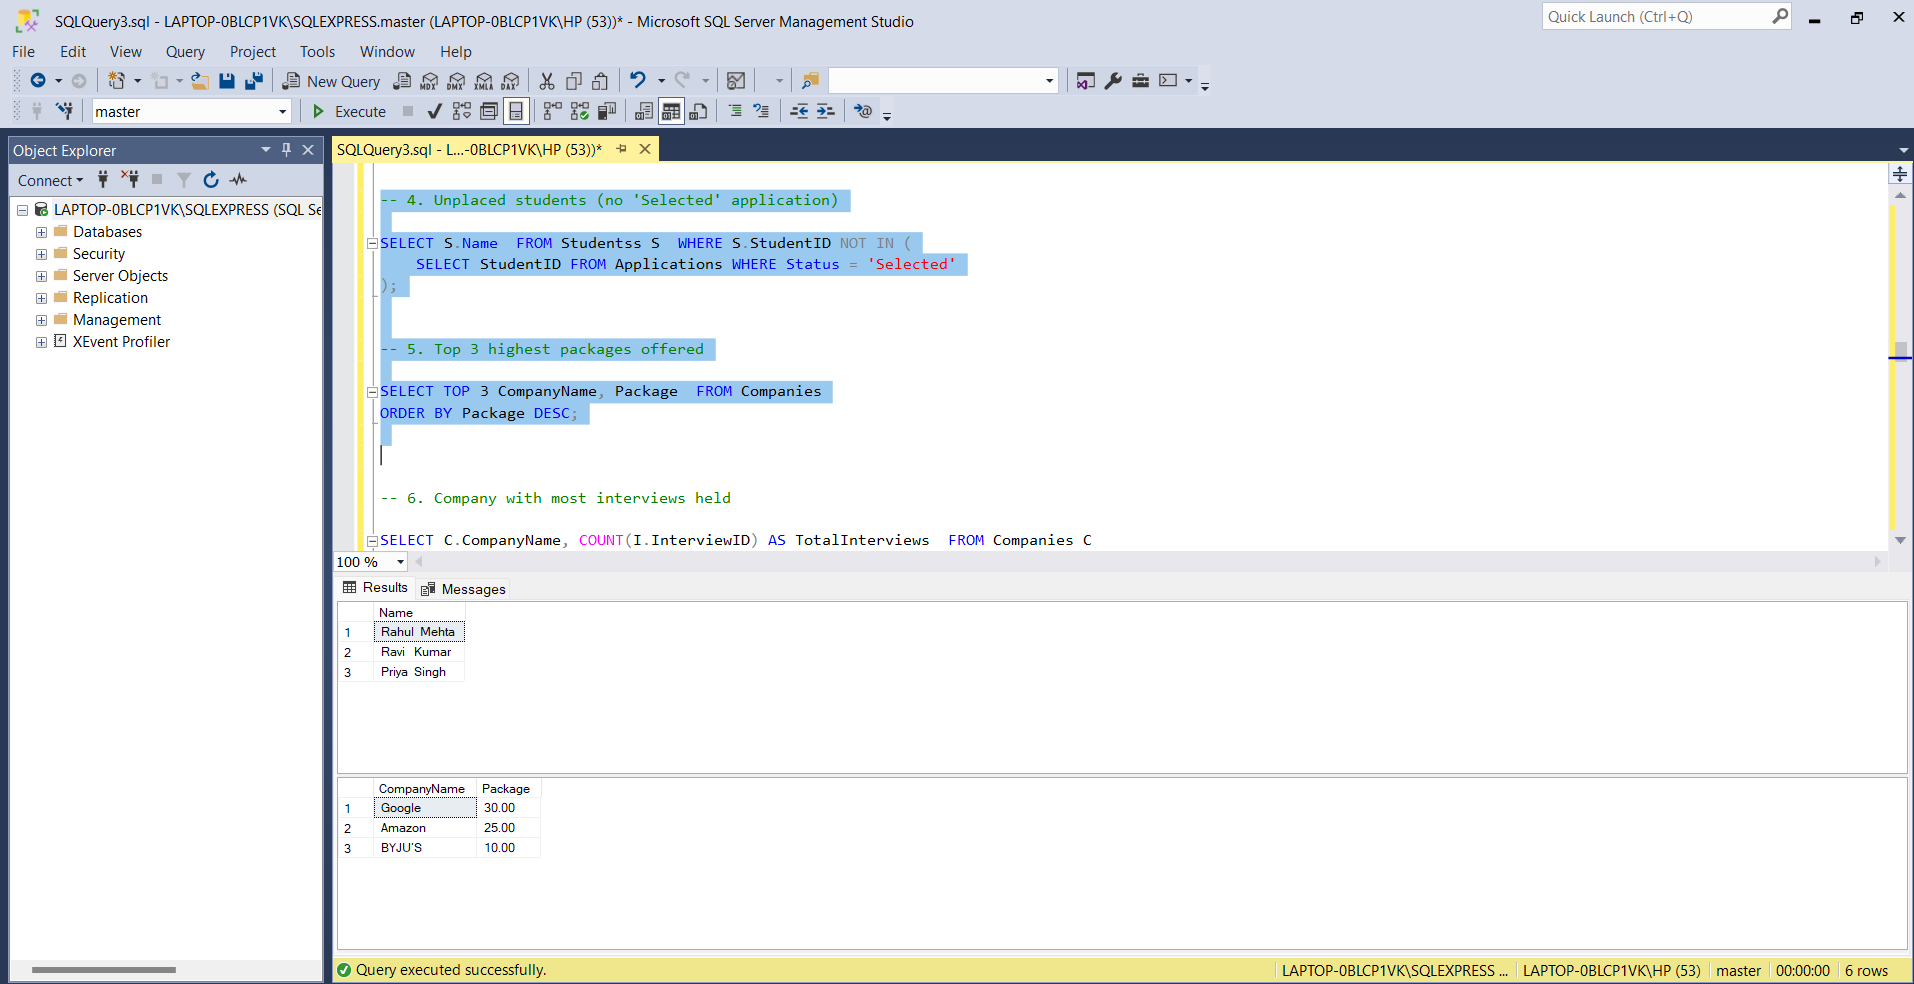 SQLQuery3.sql - LAPTOP-0BLCP1VK\SQLEXPRESS.master (LAPTOP-0BLCP1VK\HP (53))* - Microsoft SQL Server Management Studio
Quick Launch (Ctrl+Q)
File Edit View Query Project Tools Window Help
New Query MDX DMX XMLA DAX
master Execute
Object Explorer
Connect
LAPTOP-0BLCP1VK\SQLEXPRESS (SQL Se
Databases
Security
Server Objects
Replication
Management
XEvent Profiler
SQLQuery3.sql - L...-0BLCP1VK\HP (53))*
-- 4. Unplaced students (no 'Selected' application)
SELECT S.Name  FROM Studentss S  WHERE S.StudentID NOT IN (
    SELECT StudentID FROM Applications WHERE Status = 'Selected'
);
-- 5. Top 3 highest packages offered
SELECT TOP 3 CompanyName, Package  FROM Companies
ORDER BY Package DESC;
-- 6. Company with most interviews held
SELECT C.CompanyName, COUNT(I.InterviewID) AS TotalInterviews  FROM Companies C
100 %
Results Messages
Name
1 Rahul Mehta
2 Ravi Kumar
3 Priya Singh
CompanyName Package
1 Google 30.00
2 Amazon 25.00
3 BYJU'S 10.00
Query executed successfully.
LAPTOP-0BLCP1VK\SQLEXPRESS ... LAPTOP-0BLCP1VK\HP (53) master 00:00:00 6 rows